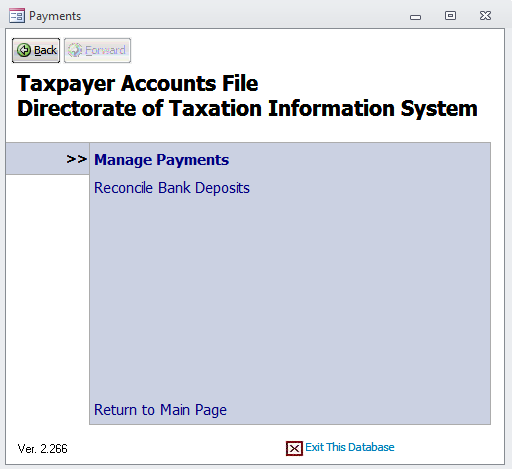 Payments
Back Forward
Taxpayer Accounts File
Directorate of Taxation Information System
>> Manage Payments
Reconcile Bank Deposits
Return to Main Page
Ver. 2.266 Exit This Database